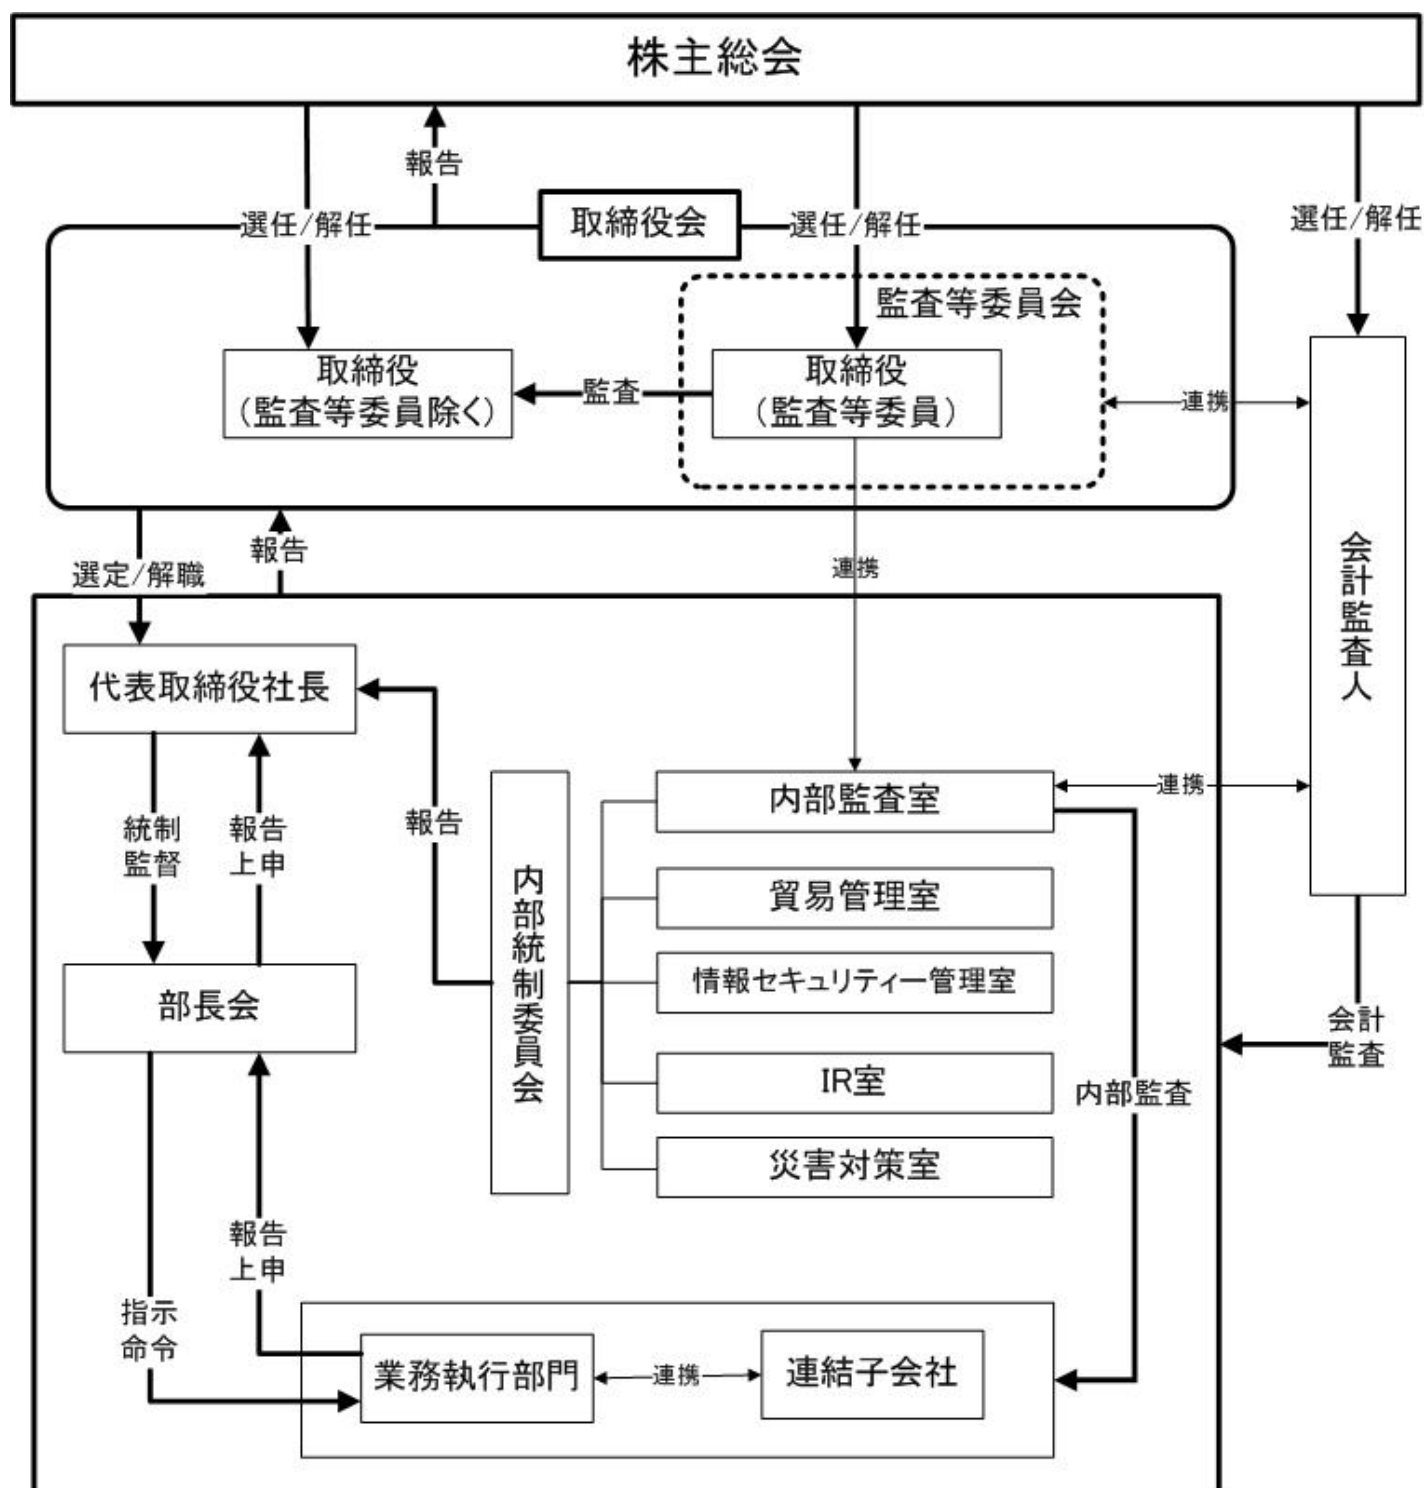 株主総会
報告
選任/解任
取締役会
選任/解任
選任/解任
監査等委員会
取締役
（監査等委員除く）
監査
取締役
（監査等委員）
連携
会計監査人
選定/解職
報告
連携
代表取締役社長
統制
監督
報告
上申
報告
内部統制委員会
内部監査室
連携
貿易管理室
情報セキュリティー管理室
IR室
災害対策室
内部監査
会計
監査
部長会
報告
上申
指示
命令
業務執行部門
連携
連結子会社